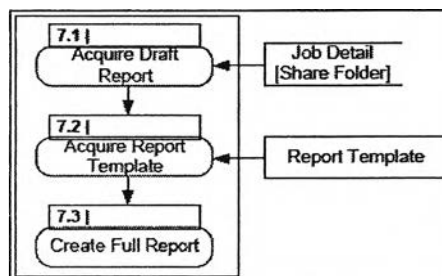 7.1 |
Acquire Draft
Report
Job Detail
[Share Folder]
7.2 |
Acquire Report
Template
Report Template
7.3 |
Create Full Report